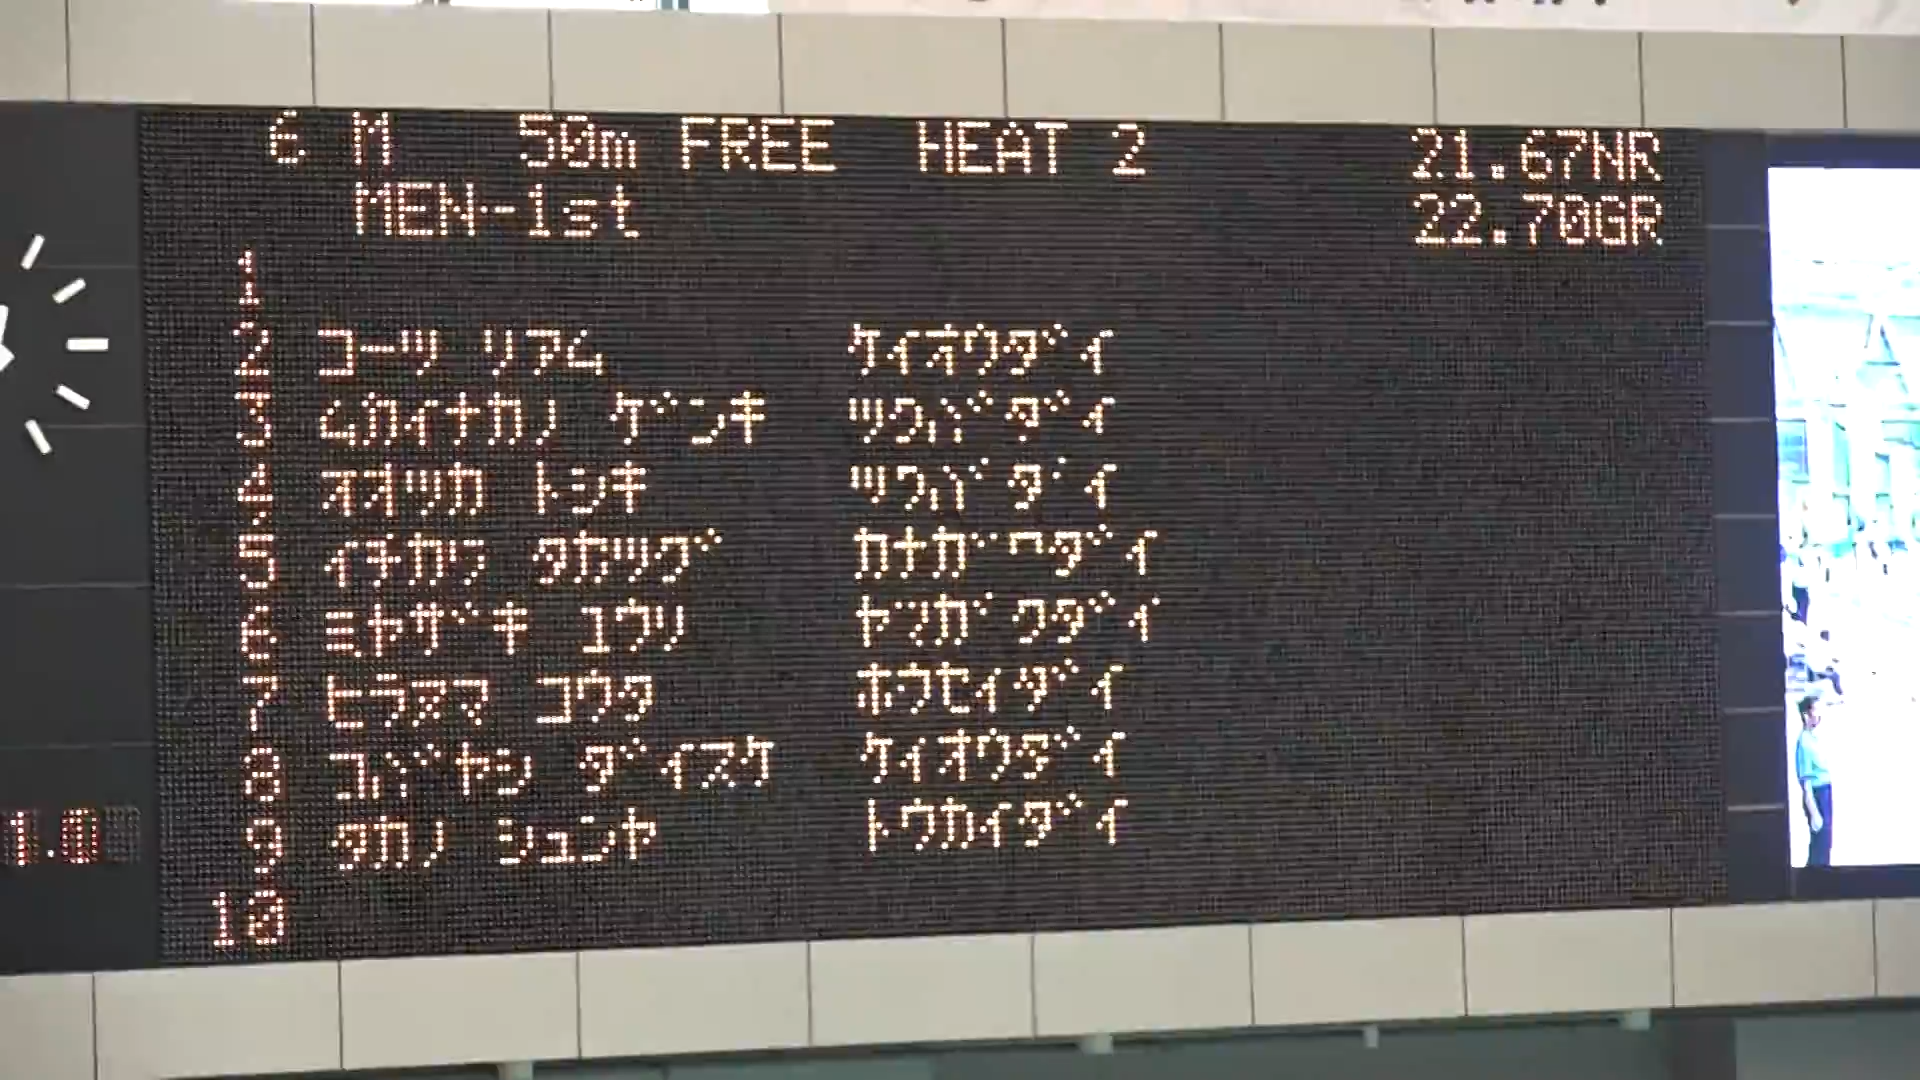 6 M 50m FREE HEAT 2 21.67NR
MEN-1st 22.70GR
1
2 コーツ リアム ケイオウダイ
3 ムカイナカノ ゲンキ ツクバダイ
4 オオツカ トシキ ツクバダイ
5 イチカワ タカツグ カナガワダイ
6 ミヤザキ ユウリ ヤマガクダイ
7 ヒラヌマ コウタ ホウセイダイ
8 コバヤシ ダイスケ ケイオウダイ
9 タカノ シュンヤ トウカイダイ
10
1.0